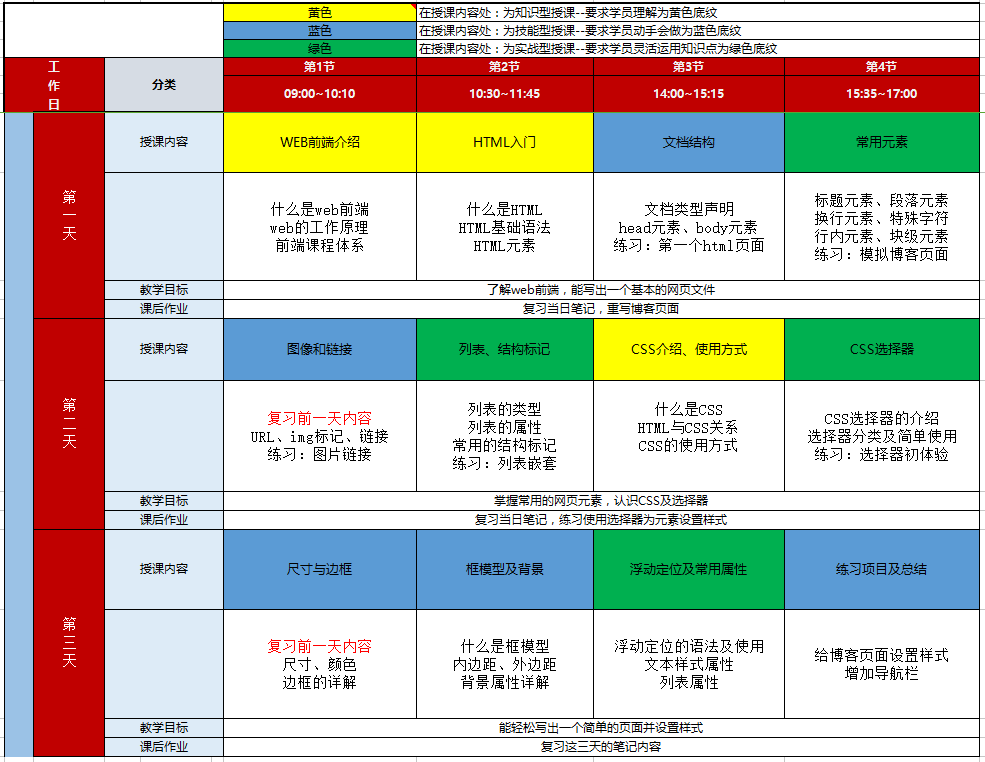 黄色 在授课内容处：为知识型授课--要求学员理解为黄色底纹
蓝色 在授课内容处：为技能型授课--要求学员动手会做为蓝色底纹
绿色 在授课内容处：为实战型授课--要求学员灵活运用知识点为绿色底纹
工作日 分类 第1节 第2节 第3节 第4节
09:00~10:10 10:30~11:45 14:00~15:15 15:35~17:00
第一天
授课内容 WEB前端介绍 HTML入门 文档结构 常用元素
什么是web前端
web的工作原理
前端课程体系
什么是HTML
HTML基础语法
HTML元素
文档类型声明
head元素、body元素
练习：第一个html页面
标题元素、段落元素
换行元素、特殊字符
行内元素、块级元素
练习：模拟博客页面
教学目标 了解web前端，能写出一个基本的网页文件
课后作业 复习当日笔记，重写博客页面
第二天
授课内容 图像和链接 列表、结构标记 CSS介绍、使用方式 CSS选择器
复习前一天内容
URL、img标记、链接
练习：图片链接
列表的类型
列表的属性
常用的结构标记
练习：列表嵌套
什么是CSS
HTML与CSS关系
CSS的使用方式
CSS选择器的介绍
选择器分类及简单使用
练习：选择器初体验
教学目标 掌握常用的网页元素，认识CSS及选择器
课后作业 复习当日笔记，练习使用选择器为元素设置样式
第三天
授课内容 尺寸与边框 框模型及背景 浮动定位及常用属性 练习项目及总结
复习前一天内容
尺寸、颜色
边框的详解
什么是框模型
内边距、外边距
背景属性详解
浮动定位的语法及使用
文本样式属性
列表属性
给博客页面设置样式
增加导航栏
教学目标 能轻松写出一个简单的页面并设置样式
课后作业 复习这三天的笔记内容